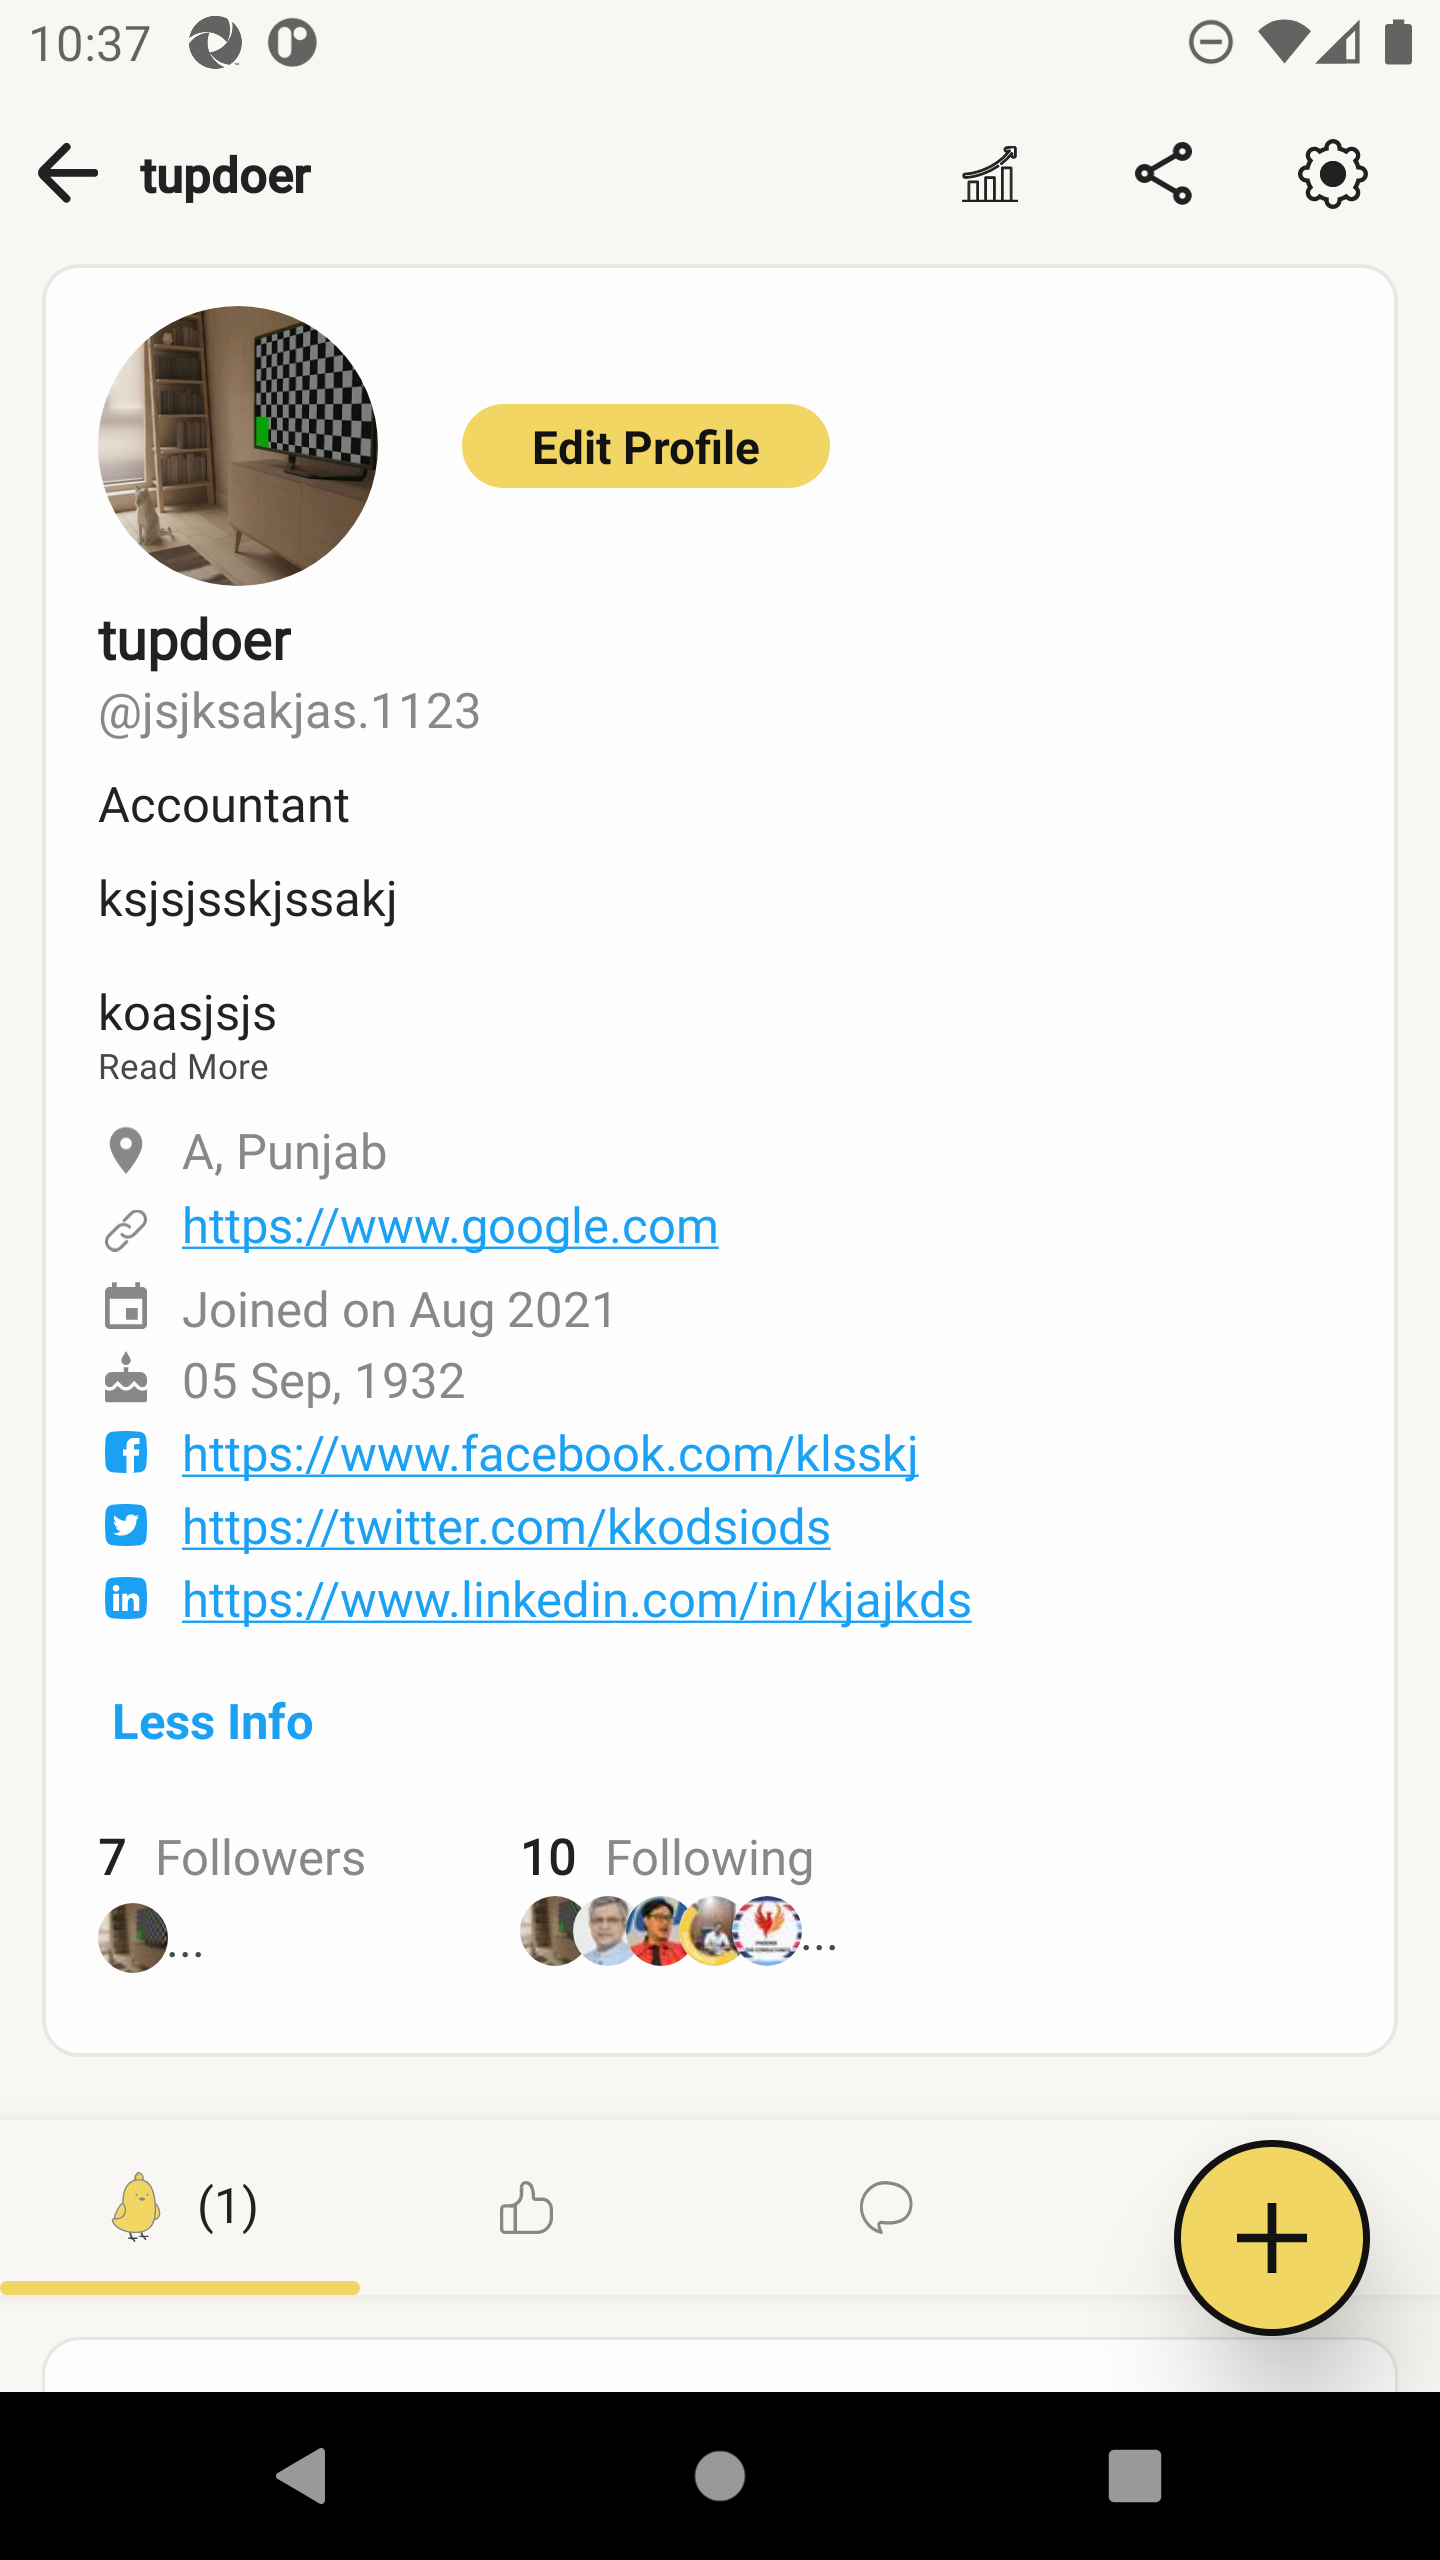 10:37
tupdoer
Edit Profile
tupdoer
@jsjksakjas.1123
Accountant
ksjsjsskjssakj
koasjsjs
Read More
A, Punjab
https://www.google.com
Joined on Aug 2021
05 Sep, 1932
https://www.facebook.com/klsskj
https://twitter.com/kkodsiods
https://www.linkedin.com/in/kjajkds
Less Info
7 Followers 10 Following
... ...
(1)